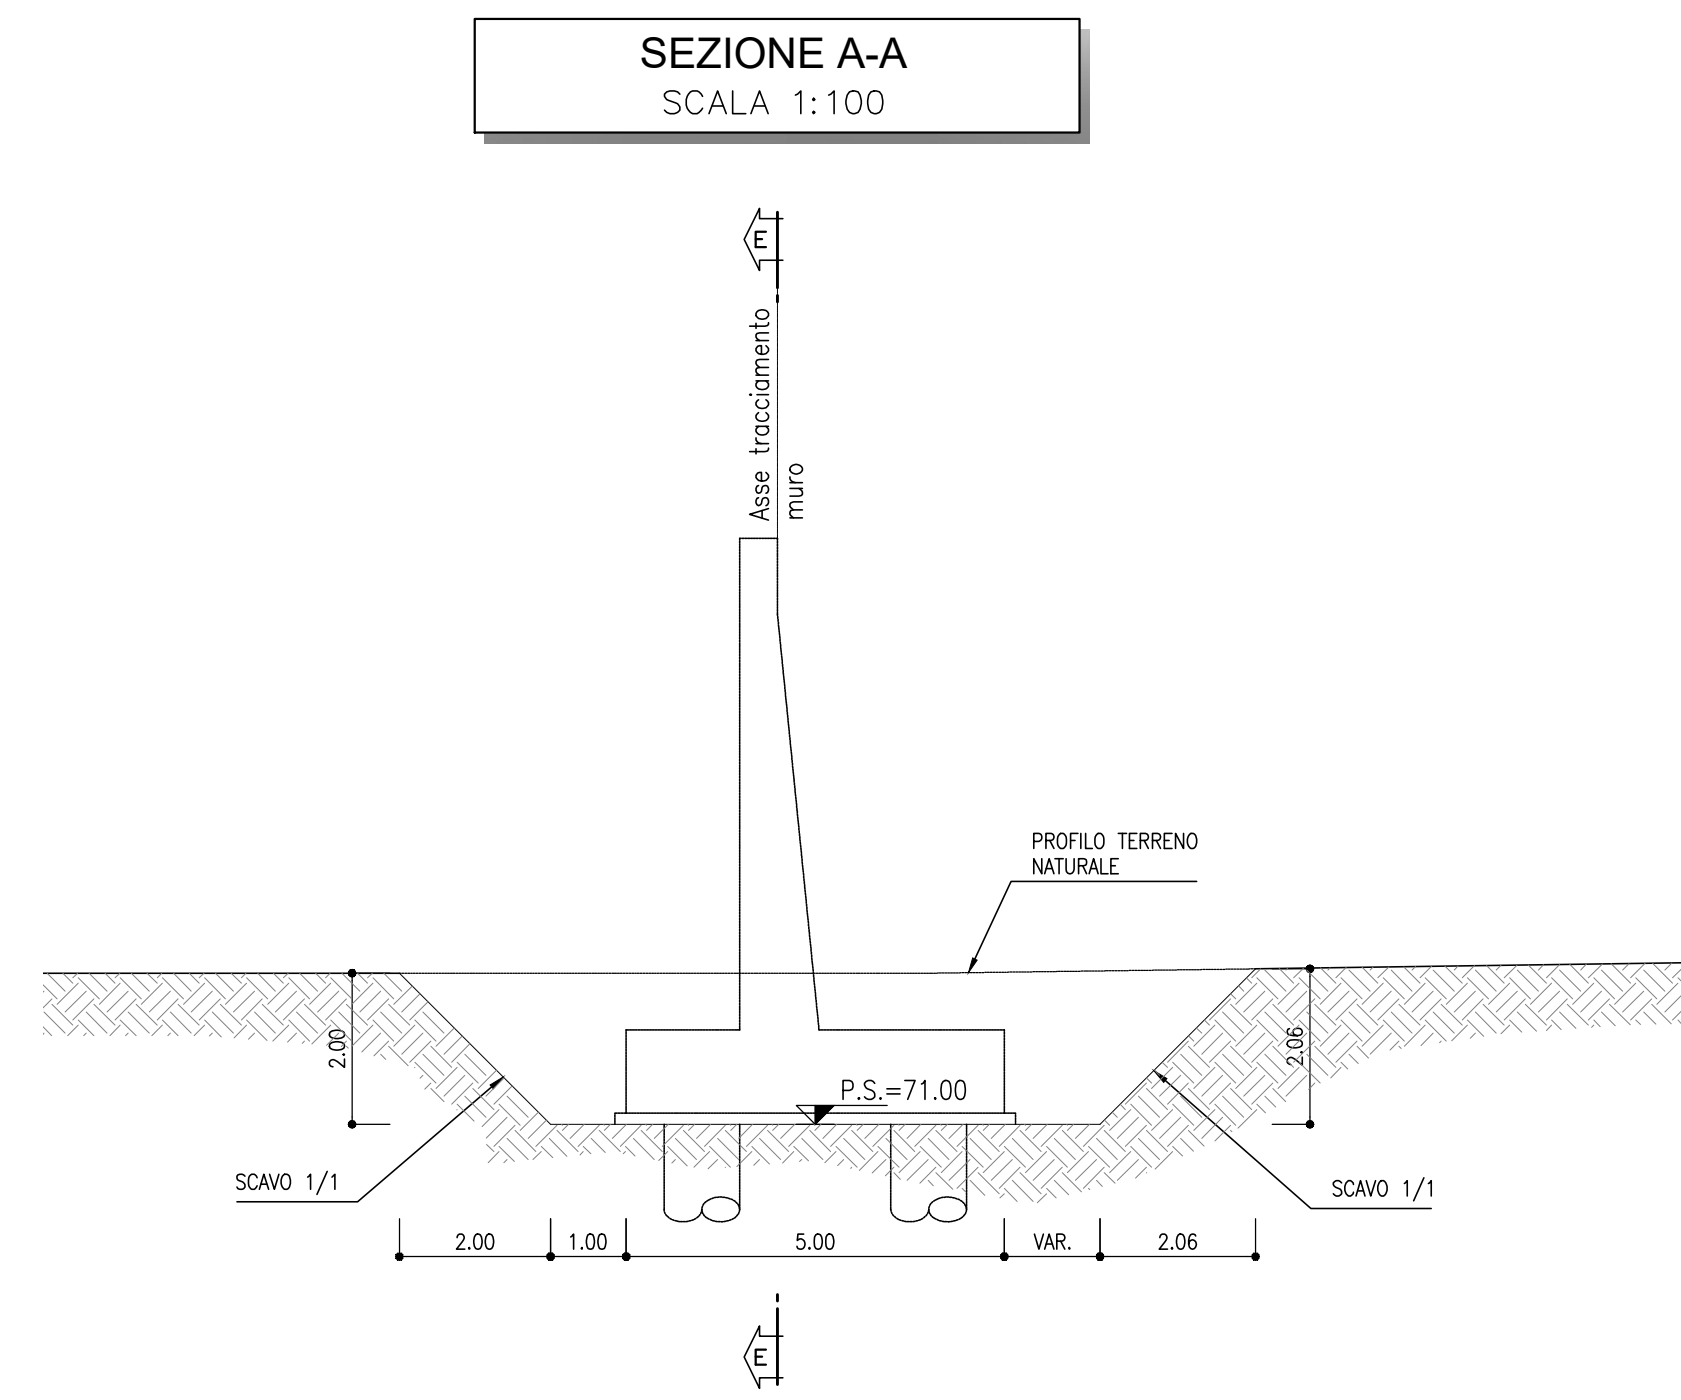 SEZIONE A-A
SCALA 1:100
E
Asse tracciamento
muro
PROFILO TERRENO
NATURALE
2.00
2.06
P.S.=71.00
SCAVO 1/1
SCAVO 1/1
2.00
1.00
5.00
VAR.
2.06
E